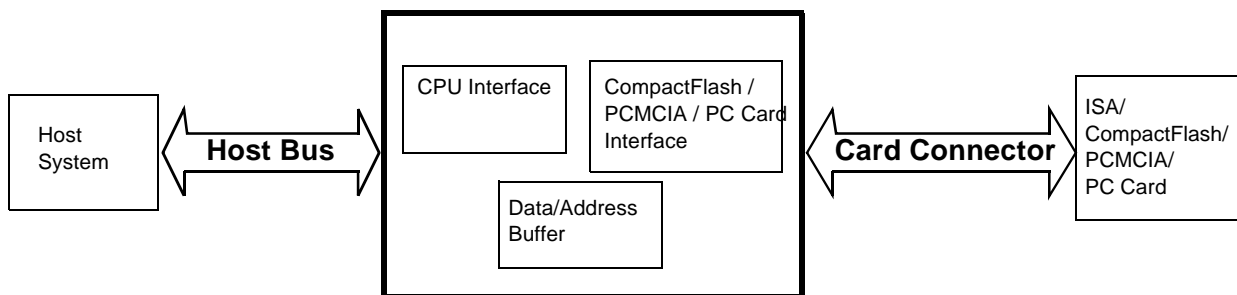 Host
System
Host Bus
CPU Interface
CompactFlash /
PCMCIA / PC Card
Interface
Data/Address
Buffer
Card Connector
ISA/
CompactFlash/
PCMCIA/
PC Card